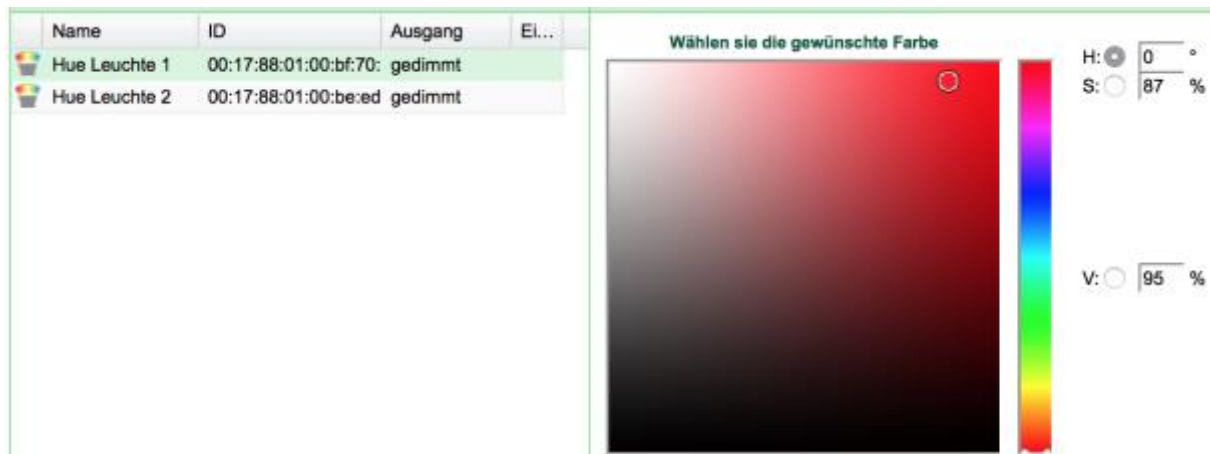 Name ID Ausgang Ei...
Hue Leuchte 1 00:17:88:01:00:bf:70: gedimmt
Hue Leuchte 2 00:17:88:01:00:be:ed gedimmt
Wählen sie die gewünschte Farbe
H: 0 °
S: 87 %
V: 95 %